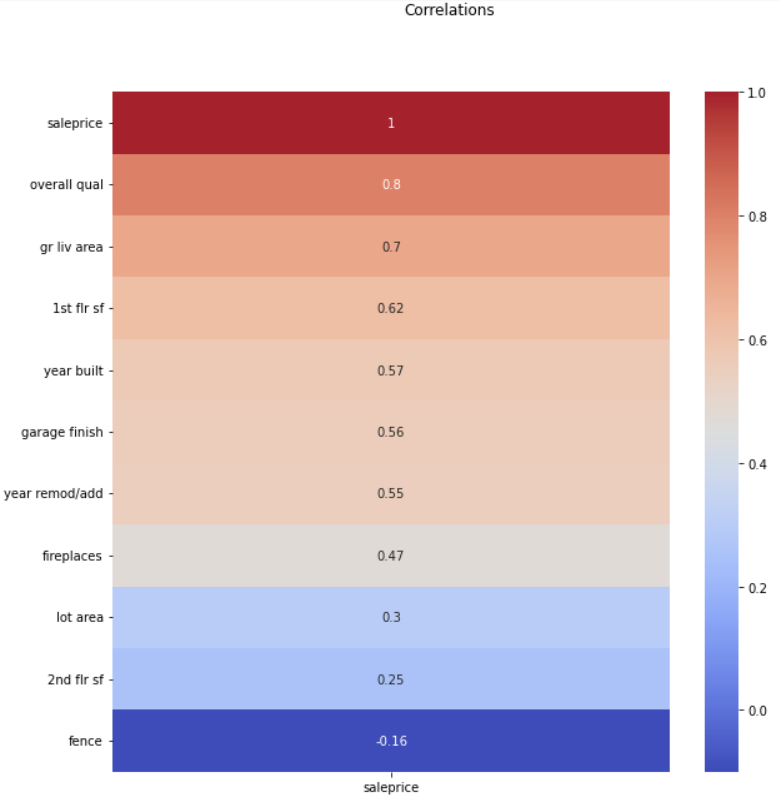 Correlations
saleprice 1
overall qual 0.8
gr liv area 0.7
1st flr sf 0.62
year built 0.57
garage finish 0.56
year remod/add 0.55
fireplaces 0.47
lot area 0.3
2nd flr sf 0.25
fence -0.16
saleprice
1.0
0.8
0.6
0.4
0.2
0.0